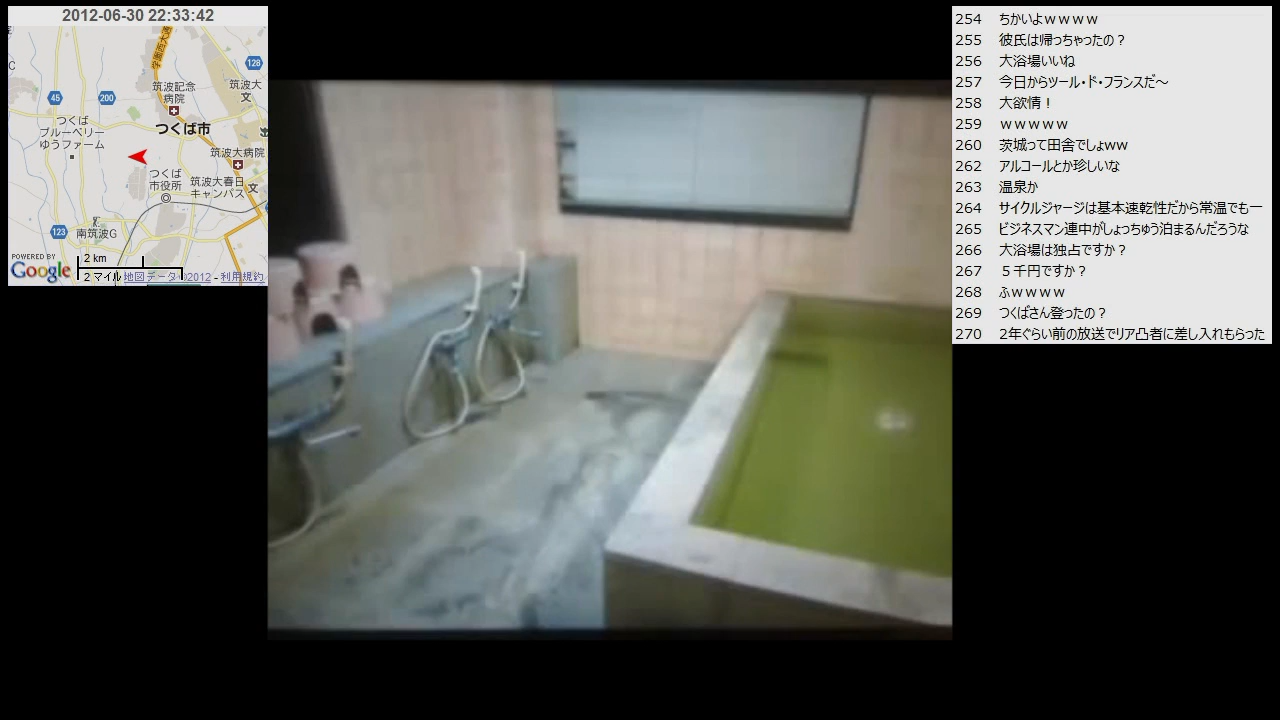 2012-06-30 22:33:42
C
128
筑波記念
病院
筑波大
文
45
200
つくば市
つくば
ブルーベリー
ゆうファーム
筑波大病院
つくば
市役所
筑波大春日
キャンパス
文
123
南筑波G
POWERED BY
Google
2 km
2 マイル
地図データ ©2012 - 利用規約
254 ちかいよｗｗｗｗ
255 彼氏は帰っちゃったの？
256 大浴場いいね
257 今日からツール・ド・フランスだ～
258 大欲情！
259 ｗｗｗｗｗ
260 茨城って田舎でしょww
262 アルコールとか珍しいな
263 温泉か
264 サイクルジャージは基本速乾性だから常温でも一
265 ビジネスマン連中がしょっちゅう泊まるんだろうな
266 大浴場は独占ですか？
267 ５千円ですか？
268 ふｗｗｗｗ
269 つくばさん登ったの？
270 2年ぐらい前の放送でリア凸者に差し入れもらった